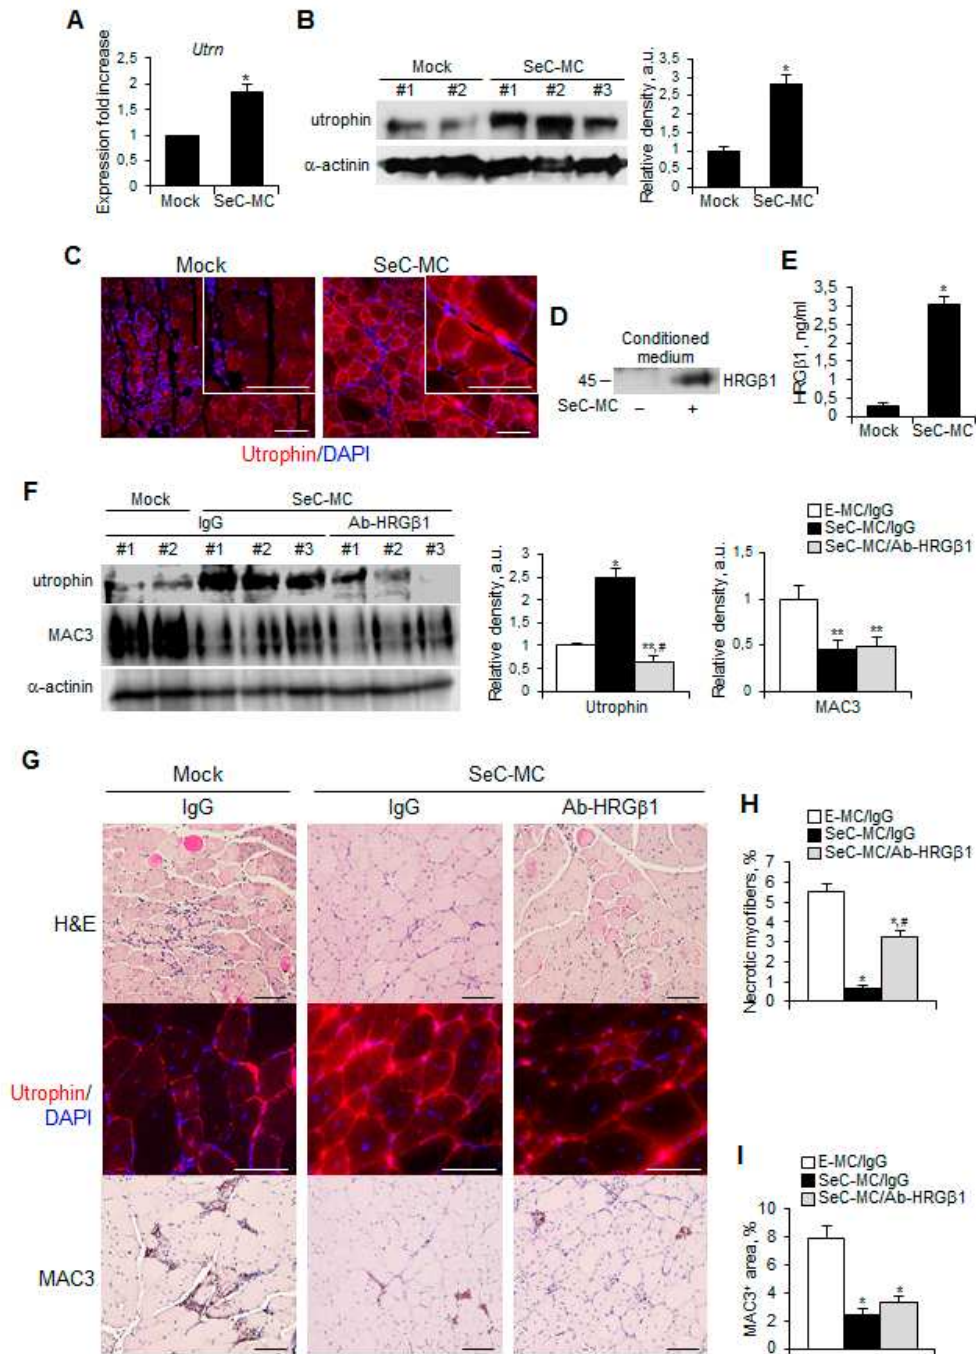 A
Utrn
Expression fold increase
2,5
2
1,5
1
0,5
0
*
Mock SeC-MC
B
Mock SeC-MC
#1 #2 #1 #2 #3
utrophin
α-actinin
Relative density, a.u.
3,5
3
2,5
2
1,5
1
0,5
0
*
Mock SeC-MC
C
Mock SeC-MC
Utrophin/DAPI
D
Conditioned
medium
45 HRGβ1
SeC-MC – +
E
HRGβ1, ng/ml
3,5
3
2,5
2
1,5
1
0,5
0
*
Mock SeC-MC
F
Mock SeC-MC
IgG Ab-HRGβ1
#1 #2 #1 #2 #3 #1 #2 #3
utrophin
MAC3
α-actinin
Relative density, a.u.
3
2,5
2
1,5
1
0,5
0
*
**,#
Utrophin
E-MC/IgG
SeC-MC/IgG
SeC-MC/Ab-HRGβ1
Relative density, a.u.
1,5
1
0,5
0
** **
MAC3
G
Mock SeC-MC
IgG IgG Ab-HRGβ1
H&E
Utrophin/
DAPI
MAC3
H
E-MC/IgG
SeC-MC/IgG
SeC-MC/Ab-HRGβ1
Necrotic myofibers, %
7
6
5
4
3
2
1
0
*
*,#
I
E-MC/IgG
SeC-MC/IgG
SeC-MC/Ab-HRGβ1
MAC3⁺ area, %
10
8
6
4
2
0
* *